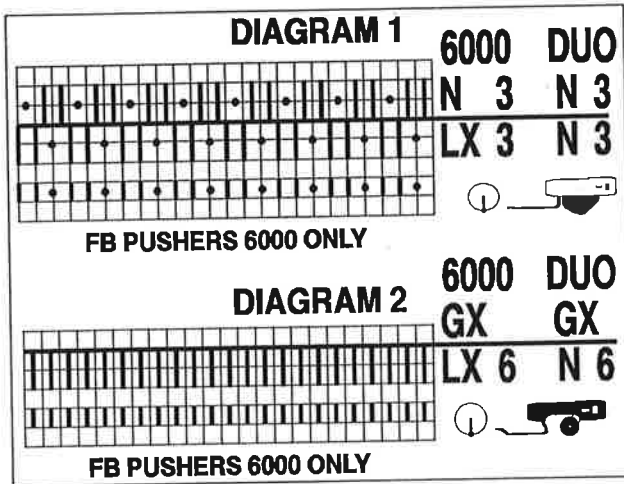 DIAGRAM 1
6000 DUO
N 3 N 3
LX 3 N 3
FB PUSHERS 6000 ONLY
DIAGRAM 2
6000 DUO
GX GX
LX 6 N 6
FB PUSHERS 6000 ONLY